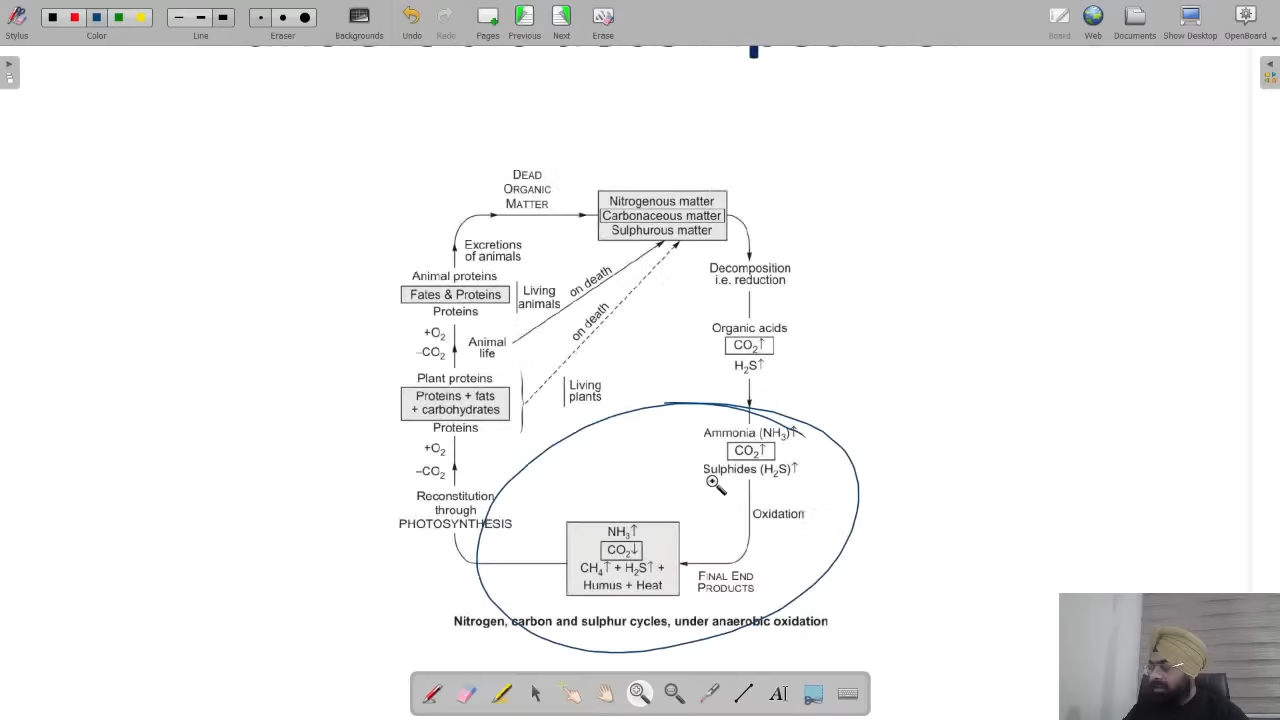 Stylus
Color
Line
Eraser
Backgrounds
Undo
Redo
Pages
Previous
Next
Erase
Board
Web
Documents
Show Desktop
OpenBoard
DEAD
ORGANIC
MATTER
Nitrogenous matter
Carbonaceous matter
Sulphurous matter
Excretions
of animals
Animal proteins
Fates & Proteins
Proteins
Living
animals
on death
on death
Decomposition
i.e. reduction
+O₂
–CO₂
Animal
life
Organic acids
CO₂↑
H₂S↑
Plant proteins
Proteins + fats
+ carbohydrates
Proteins
Living
plants
+O₂
–CO₂
Ammonia (NH₃)↑
CO₂↑
Sulphides (H₂S)↑
Reconstitution
through
PHOTOSYNTHESIS
Oxidation
NH₃↑
CO₂↓
CH₄↑ + H₂S↑ +
Humus + Heat
FINAL END
PRODUCTS
Nitrogen, carbon and sulphur cycles, under anaerobic oxidation